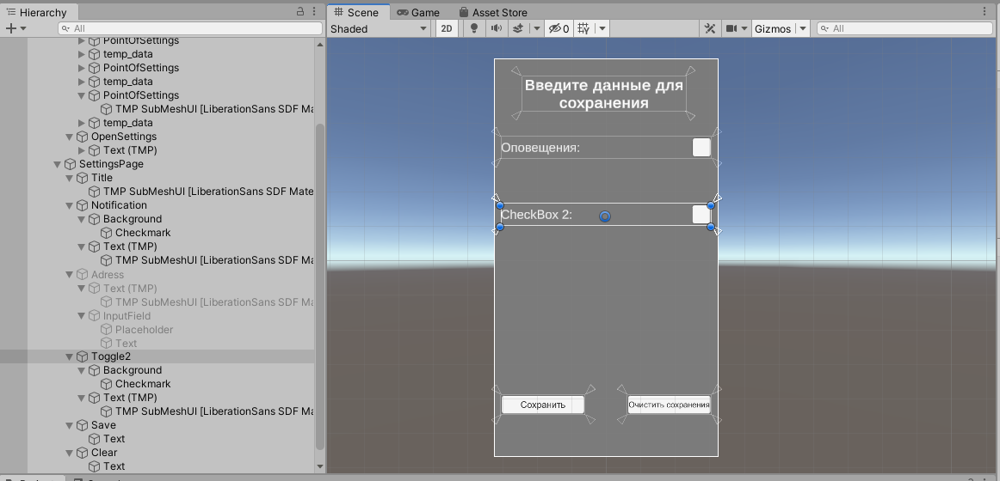 Hierarchy
All
PointOfSettings
temp_data
PointOfSettings
temp_data
PointOfSettings
TMP SubMeshUI [LiberationSans SDF Ma
temp_data
OpenSettings
Text (TMP)
SettingsPage
Title
TMP SubMeshUI [LiberationSans SDF Mate
Notification
Background
Checkmark
Text (TMP)
TMP SubMeshUI [LiberationSans SDF Ma
Adress
Text (TMP)
TMP SubMeshUI [LiberationSans SDF Ma
InputField
Placeholder
Text
Toggle2
Background
Checkmark
Text (TMP)
TMP SubMeshUI [LiberationSans SDF Ma
Save
Text
Clear
Text
Scene Game Asset Store
Shaded 2D 0 Gizmos All
Введите данные для
сохранения
Оповещения:
CheckBox 2:
Сохранить Очистить сохранения